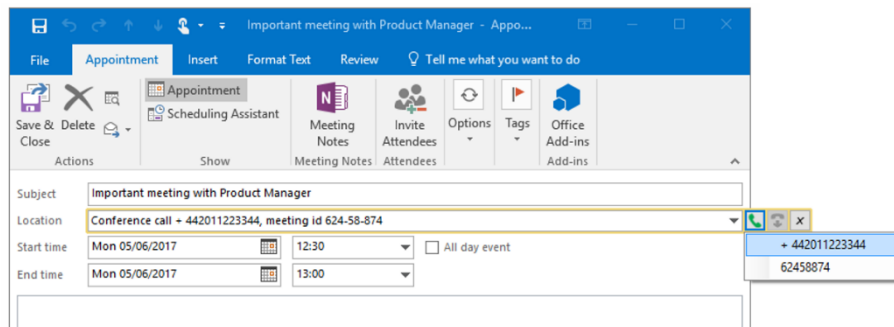 Important meeting with Product Manager - Appo...
File Appointment Insert Format Text Review Tell me what you want to do
Appointment
Scheduling Assistant
Save & Close
Delete
Meeting Notes
Invite Attendees
Options
Tags
Office Add-ins
Actions Show Meeting Notes Attendees Add-ins
Subject Important meeting with Product Manager
Location Conference call + 442011223344, meeting id 624-58-874 x
Start time Mon 05/06/2017 12:30 All day event
+ 442011223344
End time Mon 05/06/2017 13:00
62458874